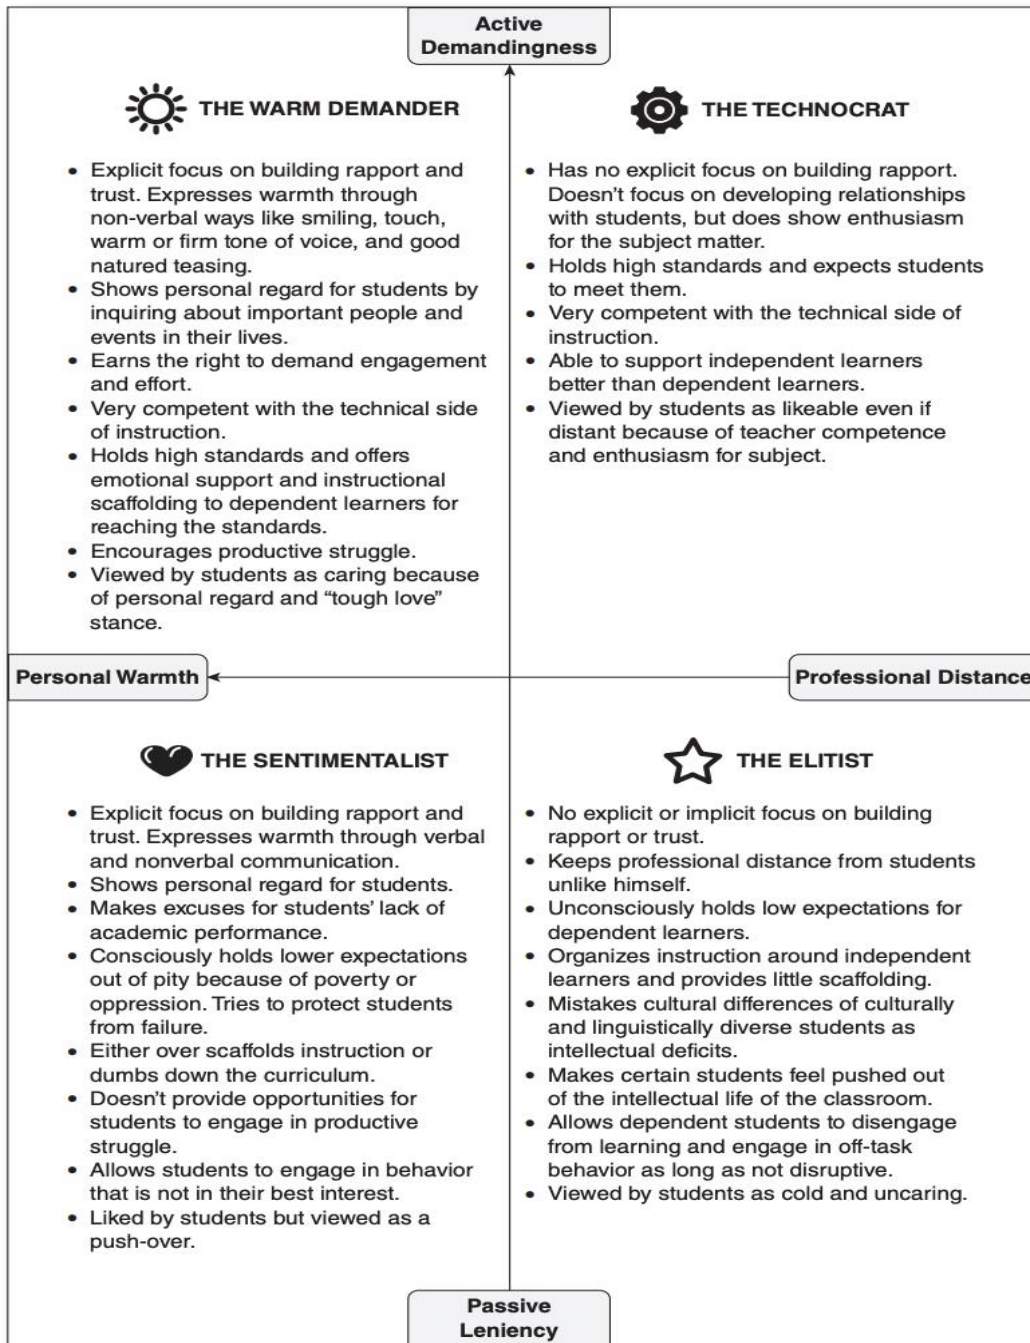 Active
Demandingness
THE WARM DEMANDER
• Explicit focus on building rapport and
trust. Expresses warmth through
non-verbal ways like smiling, touch,
warm or firm tone of voice, and good
natured teasing.
• Shows personal regard for students by
inquiring about important people and
events in their lives.
• Earns the right to demand engagement
and effort.
• Very competent with the technical side
of instruction.
• Holds high standards and offers
emotional support and instructional
scaffolding to dependent learners for
reaching the standards.
• Encourages productive struggle.
• Viewed by students as caring because
of personal regard and “tough love”
stance.
THE TECHNOCRAT
• Has no explicit focus on building rapport.
Doesn’t focus on developing relationships
with students, but does show enthusiasm
for the subject matter.
• Holds high standards and expects students
to meet them.
• Very competent with the technical side of
instruction.
• Able to support independent learners
better than dependent learners.
• Viewed by students as likeable even if
distant because of teacher competence
and enthusiasm for subject.
Personal Warmth
Professional Distance
THE SENTIMENTALIST
• Explicit focus on building rapport and
trust. Expresses warmth through verbal
and nonverbal communication.
• Shows personal regard for students.
• Makes excuses for students’ lack of
academic performance.
• Consciously holds lower expectations
out of pity because of poverty or
oppression. Tries to protect students
from failure.
• Either over scaffolds instruction or
dumbs down the curriculum.
• Doesn’t provide opportunities for
students to engage in productive
struggle.
• Allows students to engage in behavior
that is not in their best interest.
• Liked by students but viewed as a
push-over.
THE ELITIST
• No explicit or implicit focus on building
rapport or trust.
• Keeps professional distance from students
unlike himself.
• Unconsciously holds low expectations for
dependent learners.
• Organizes instruction around independent
learners and provides little scaffolding.
• Mistakes cultural differences of culturally
and linguistically diverse students as
intellectual deficits.
• Makes certain students feel pushed out
of the intellectual life of the classroom.
• Allows dependent students to disengage
from learning and engage in off-task
behavior as long as not disruptive.
• Viewed by students as cold and uncaring.
Passive
Leniency